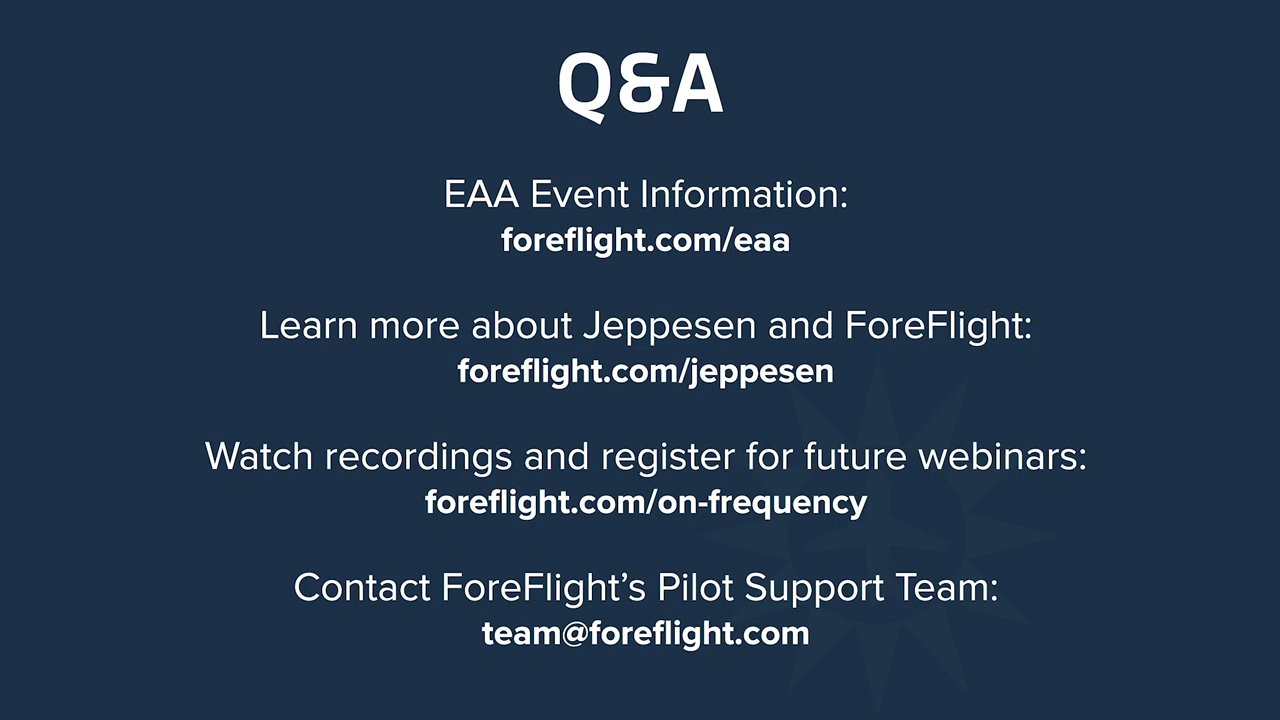 Q&A
EAA Event Information:
foreflight.com/eaa
Learn more about Jeppesen and ForeFlight:
foreflight.com/jeppesen
Watch recordings and register for future webinars:
foreflight.com/on-frequency
Contact ForeFlight’s Pilot Support Team:
team@foreflight.com